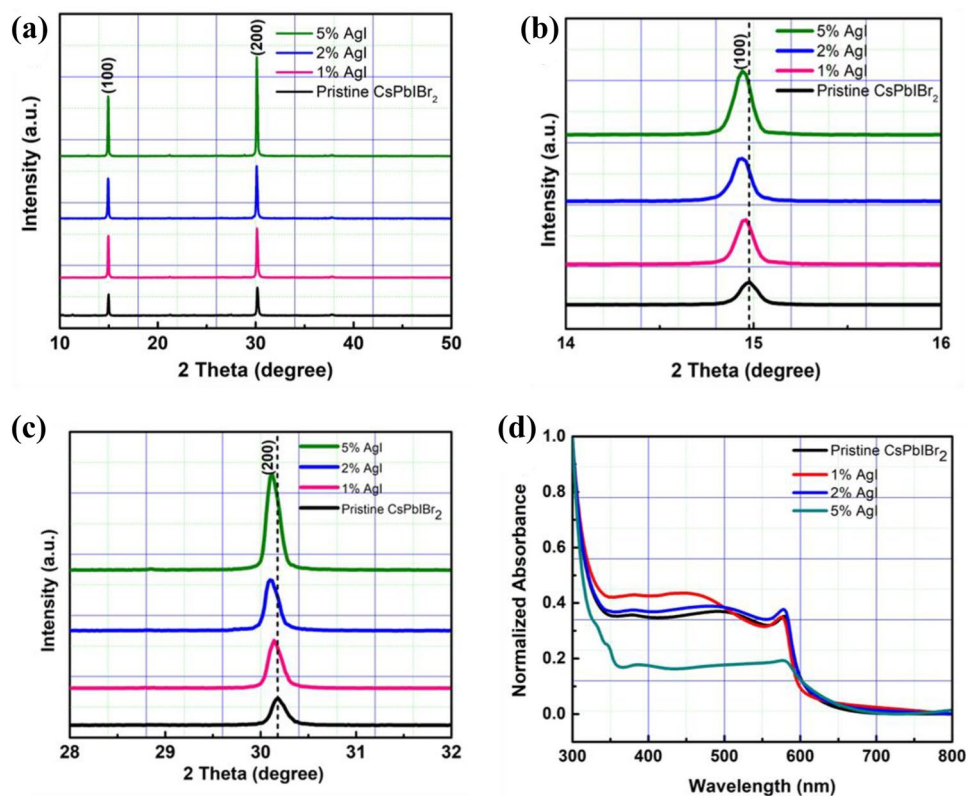 (a)
5% AgI
2% AgI
1% AgI
Pristine CsPbIBr2
(100)
(200)
Intensity (a.u.)
10 20 30 40 50
2 Theta (degree)
(b)
5% AgI
2% AgI
1% AgI
Pristine CsPbIBr2
(100)
Intensity (a.u.)
14 15 16
2 Theta (degree)
(c)
5% AgI
2% AgI
1% AgI
Pristine CsPbIBr2
(200)
Intensity (a.u.)
28 29 30 31 32
2 Theta (degree)
(d)
Pristine CsPbIBr2
1% AgI
2% AgI
5% AgI
Normalized Absorbance
1.0
0.8
0.6
0.4
0.2
0.0
300 400 500 600 700 800
Wavelength (nm)